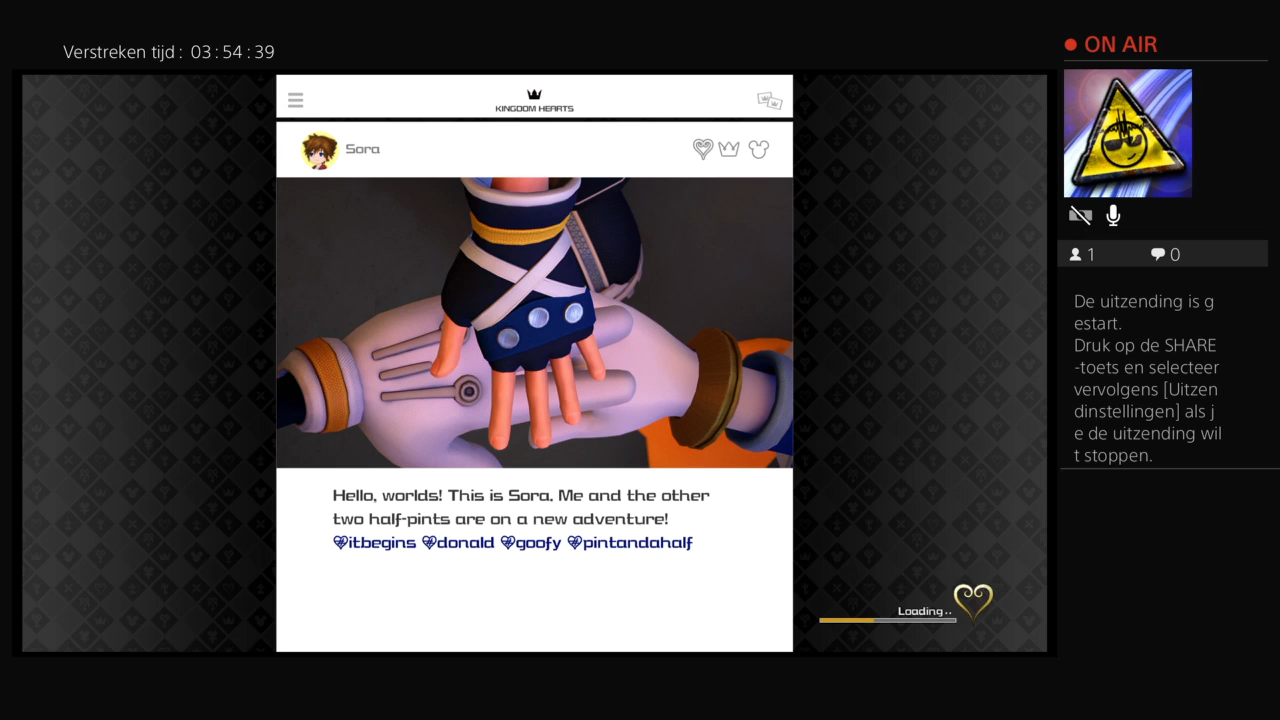 Verstreken tijd : 03 : 54 : 39
ON AIR
KINGDOM HEARTS
Sora
1
0
De uitzending is g
estart.
Druk op de SHARE
-toets en selecteer
vervolgens [Uitzen
dinstellingen] als j
e de uitzending wil
t stoppen.
Hello, worlds! This is Sora, Me and the other
two half-pints are on a new adventure!
itbegins donald goofy pintandahalf
Loading..